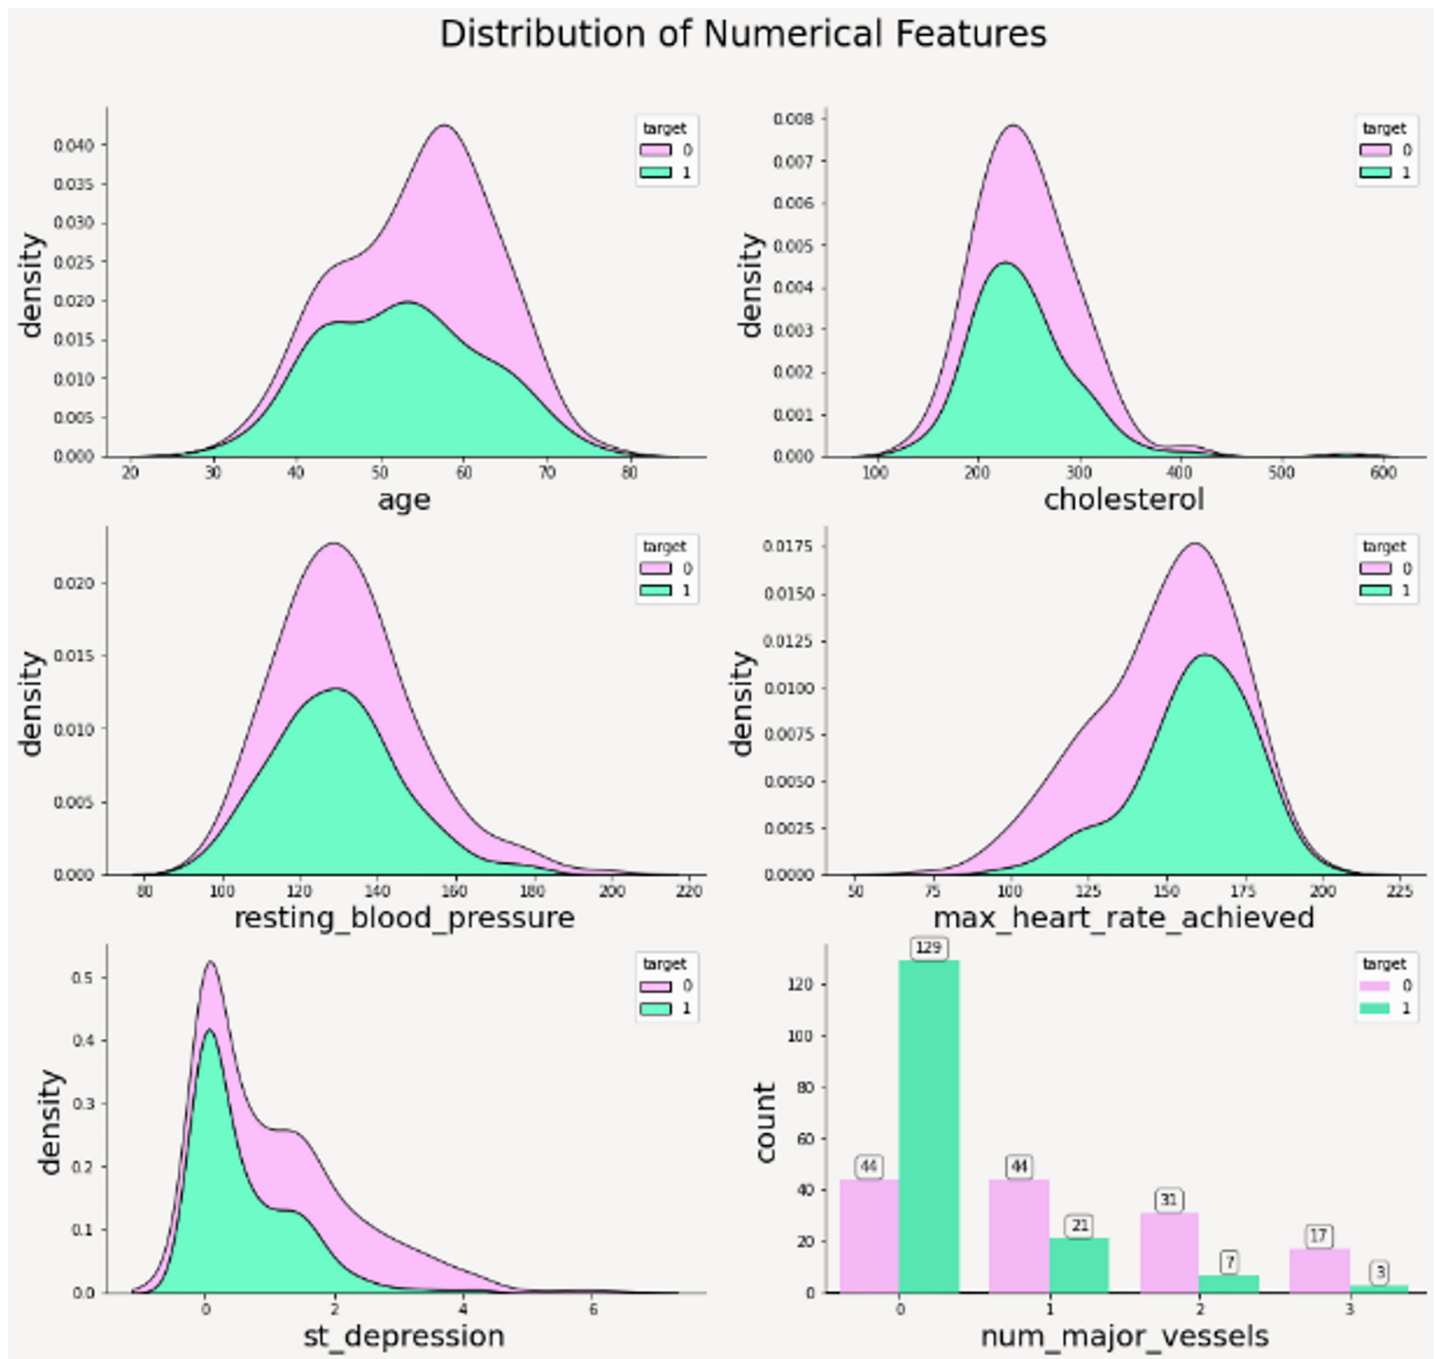 Distribution of Numerical Features
density
0.040
0.035
0.030
0.025
0.020
0.015
0.010
0.005
0.000
20 30 40 50 60 70 80
age
target
0
1
density
0.008
0.007
0.006
0.005
0.004
0.003
0.002
0.001
0.000
100 200 300 400 500 600
cholesterol
target
0
1
density
0.020
0.015
0.010
0.005
0.000
80 100 120 140 160 180 200 220
resting_blood_pressure
target
0
1
density
0.0175
0.0150
0.0125
0.0100
0.0075
0.0050
0.0025
0.0000
50 75 100 125 150 175 200 225
max_heart_rate_achieved
target
0
1
density
0.5
0.4
0.3
0.2
0.1
0.0
0 2 4 6
st_depression
target
0
1
count
120
100
80
60
40
20
0
44 129 44 21 31 7 17 3
0 1 2 3
num_major_vessels
target
0
1